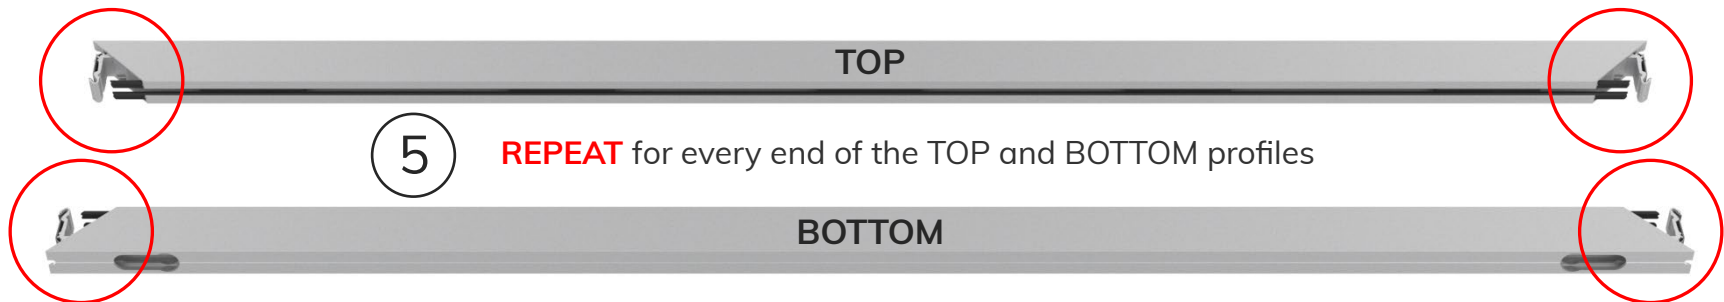 TOP
5
REPEAT for every end of the TOP and BOTTOM profiles
BOTTOM